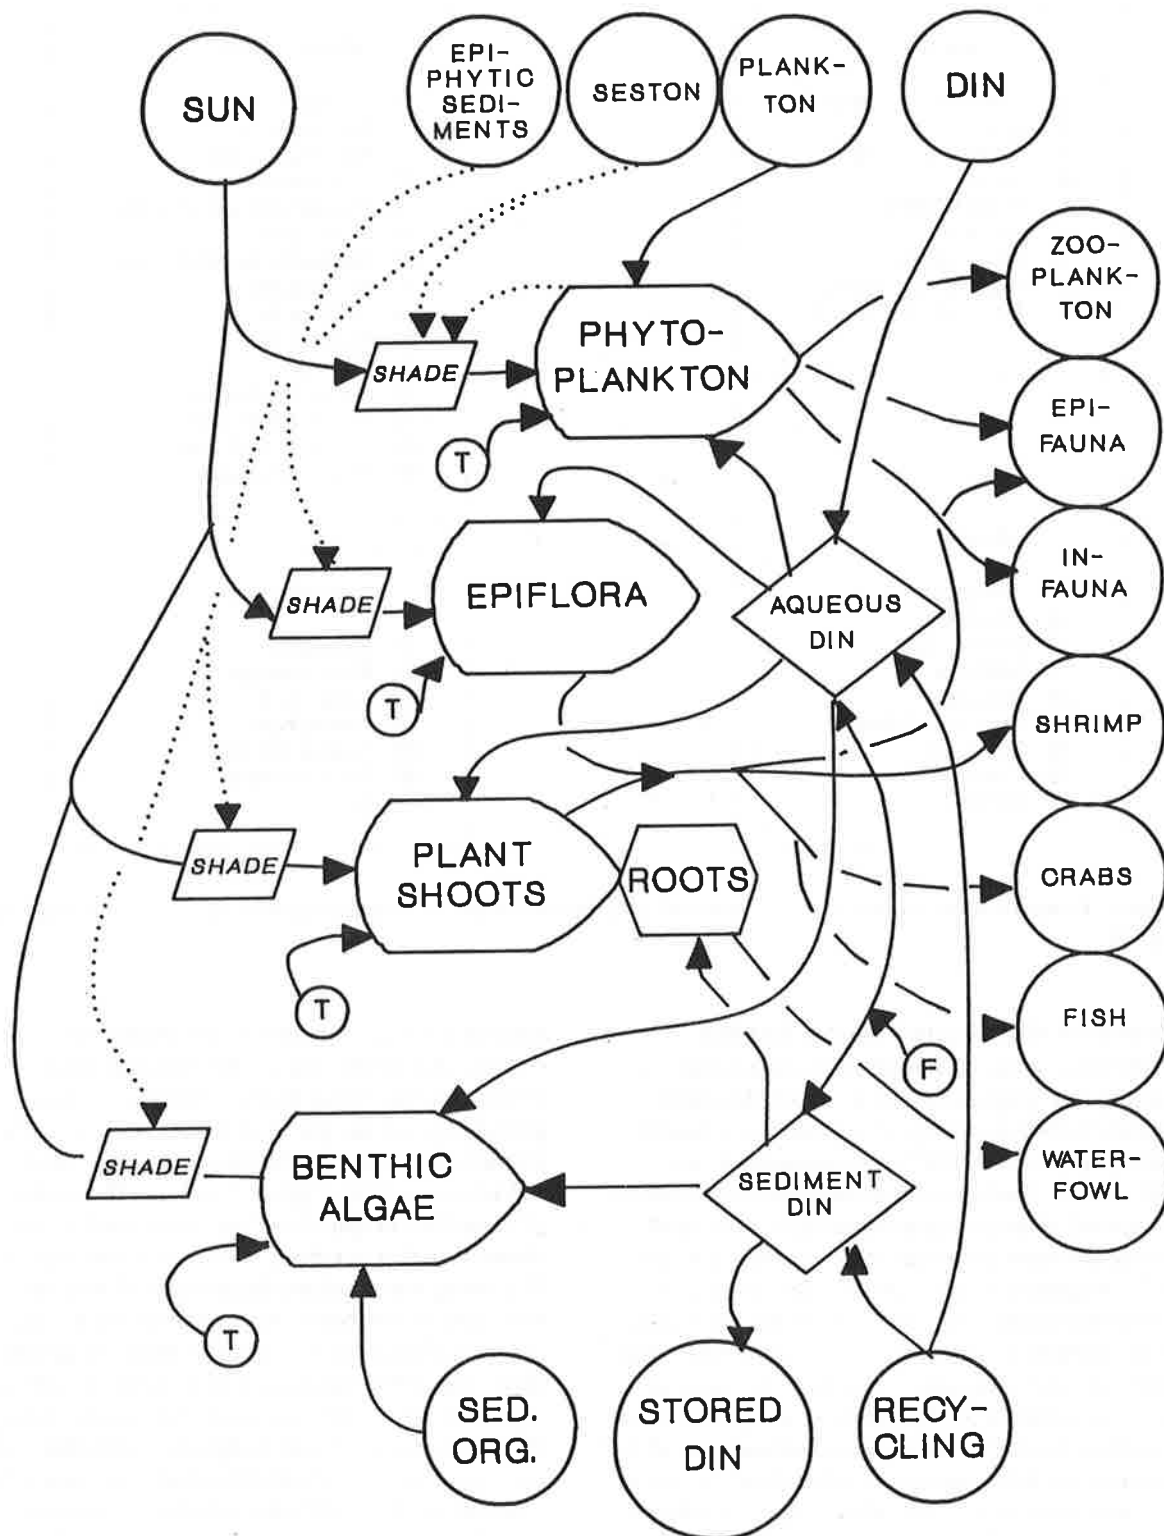 SUN
EPI-
PHYTIC
SEDI-
MENTS
SESTON
PLANK-
TON
DIN
ZOO-
PLANK-
TON
PHYTO-
PLANKTON
SHADE
EPI-
FAUNA
T
IN-
FAUNA
EPIFLORA
SHADE
AQUEOUS
DIN
T
SHRIMP
PLANT
SHOOTS
ROOTS
SHADE
CRABS
T
FISH
F
BENTHIC
ALGAE
SHADE
SEDIMENT
DIN
WATER-
FOWL
T
SED.
ORG.
STORED
DIN
RECY-
CLING